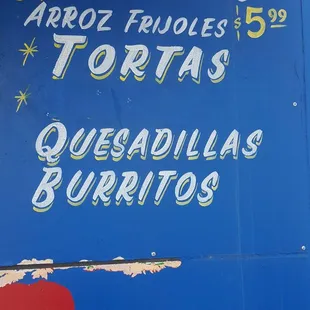 ARROZ FRIJOLES $5.99
TORTAS
QUESADILLAS
BURRITOS